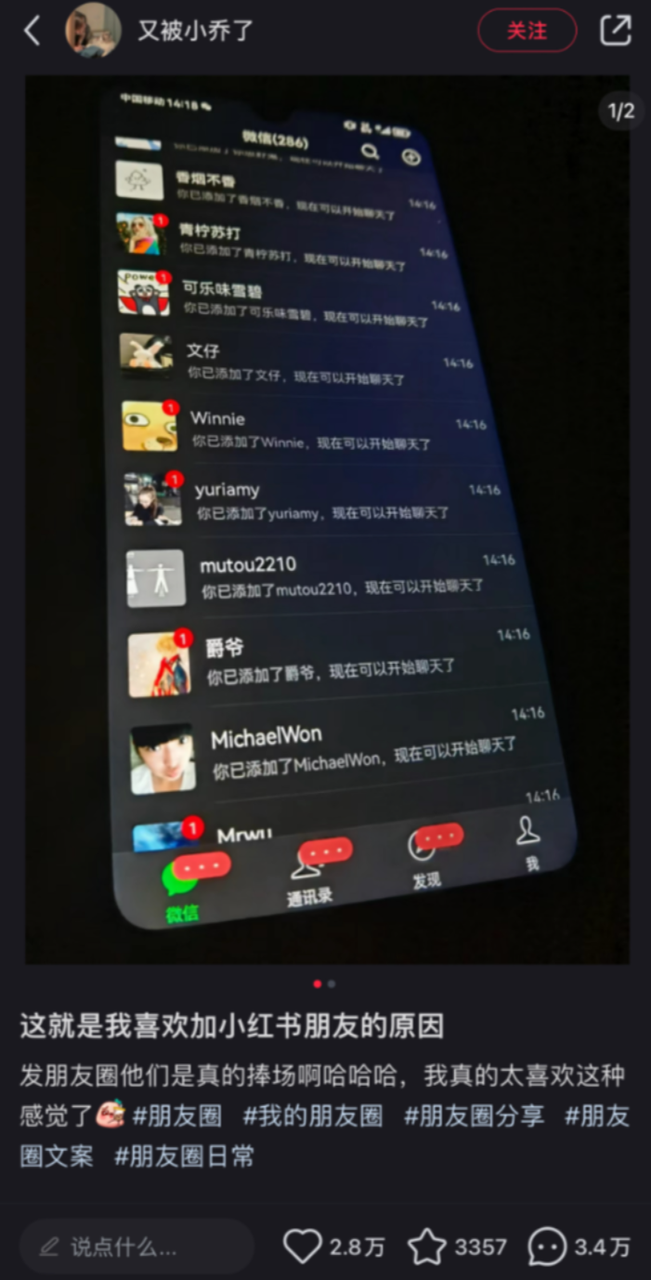 又被小乔了
关注
1/2
中国移动 14:18
微信(286)
香烟不香
14:16
你已添加了香烟不香，现在可以开始聊天了
1
青柠苏打
14:16
你已添加了青柠苏打，现在可以开始聊天了
Power
1
可乐味雪碧
14:16
你已添加了可乐味雪碧，现在可以开始聊天了
文仔
14:16
你已添加了文仔，现在可以开始聊天了
1
Winnie
14:16
你已添加了Winnie，现在可以开始聊天了
1
yuriamy
14:16
你已添加了yuriamy，现在可以开始聊天了
mutou2210
14:16
你已添加了mutou2210，现在可以开始聊天了
1
爵爷
14:16
你已添加了爵爷，现在可以开始聊天了
MichaelWon
14:16
你已添加了MichaelWon，现在可以开始聊天了
14:16
1
Mrwu
微信
通讯录
发现
我
这就是我喜欢加小红书朋友的原因
发朋友圈他们是真的捧场啊哈哈哈，我真的太喜欢这种
感觉了 #朋友圈 #我的朋友圈 #朋友圈分享 #朋友
圈文案 #朋友圈日常
说点什么...
2.8万
3357
3.4万